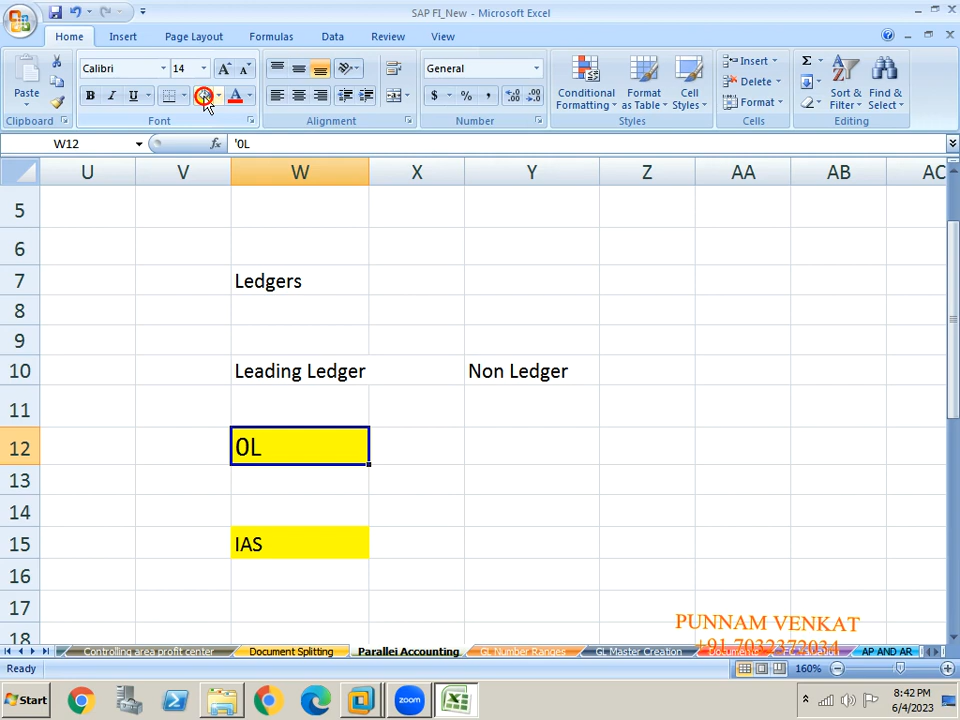 SAP FI_New - Microsoft Excel
Home Insert Page Layout Formulas Data Review View
Paste
Clipboard
Calibri 14
B I U
Font
Alignment
General
$ % ,
Number
Conditional Formatting
Format as Table
Cell Styles
Styles
Insert
Delete
Format
Cells
Σ
Sort & Filter
Find & Select
Editing
W12 fx '0L
U V W X Y Z AA AB AC
5
6
7 Ledgers
8
9
10 Leading Ledger Non Ledger
11
12 0L
13
14
15 IAS
16
17
18
PUNNAM VENKAT
+91 7032372034
Controlling area profit center Document Splitting Parallel Accounting GL Number Ranges GL Master Creation AP AND AR
Ready 160%
Start zoom
8:42 PM
6/4/2023